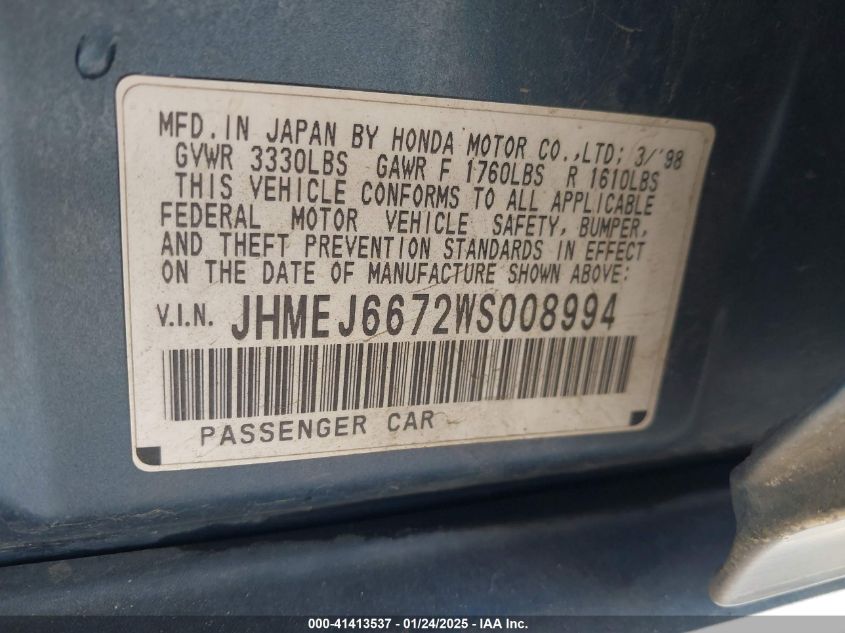 MFD. IN JAPAN BY HONDA MOTOR CO.,LTD; 3/'98
GVWR 3330LBS GAWR F 1760LBS R 1610LBS
THIS VEHICLE CONFORMS TO ALL APPLICABLE
FEDERAL MOTOR VEHICLE SAFETY, BUMPER,
AND THEFT PREVENTION STANDARDS IN EFFECT
ON THE DATE OF MANUFACTURE SHOWN ABOVE:
V.I.N. JHMEJ6672WS008994
PASSENGER CAR
000-41413537 - 01/24/2025 - IAA Inc.